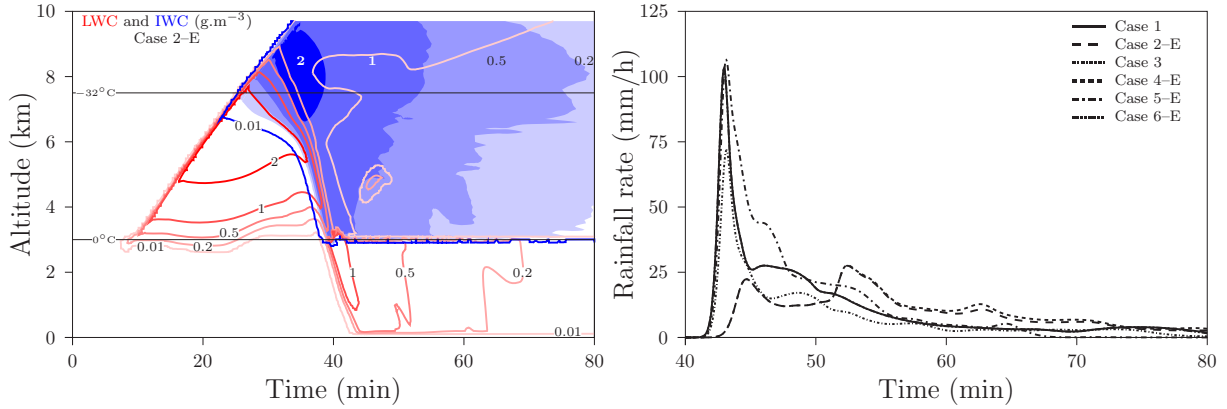 LWC and IWC (g.m⁻³)
Case 2–E
2
1
0.5
0.2
−32°C
0.01
2
1
0.5
0°C
0.01
0.2
1
0.5
0.2
0.01
10
8
6
4
2
0
Altitude (km)
0
20
40
60
80
Time (min)
125
100
75
50
25
0
Rainfall rate (mm/h)
Case 1
Case 2–E
Case 3
Case 4–E
Case 5–E
Case 6–E
40
50
60
70
80
Time (min)